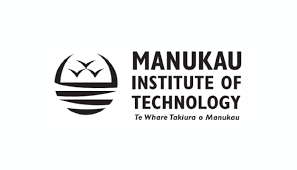 MANUKAU
INSTITUTE OF
TECHNOLOGY
Te Whare Takiura o Manukau